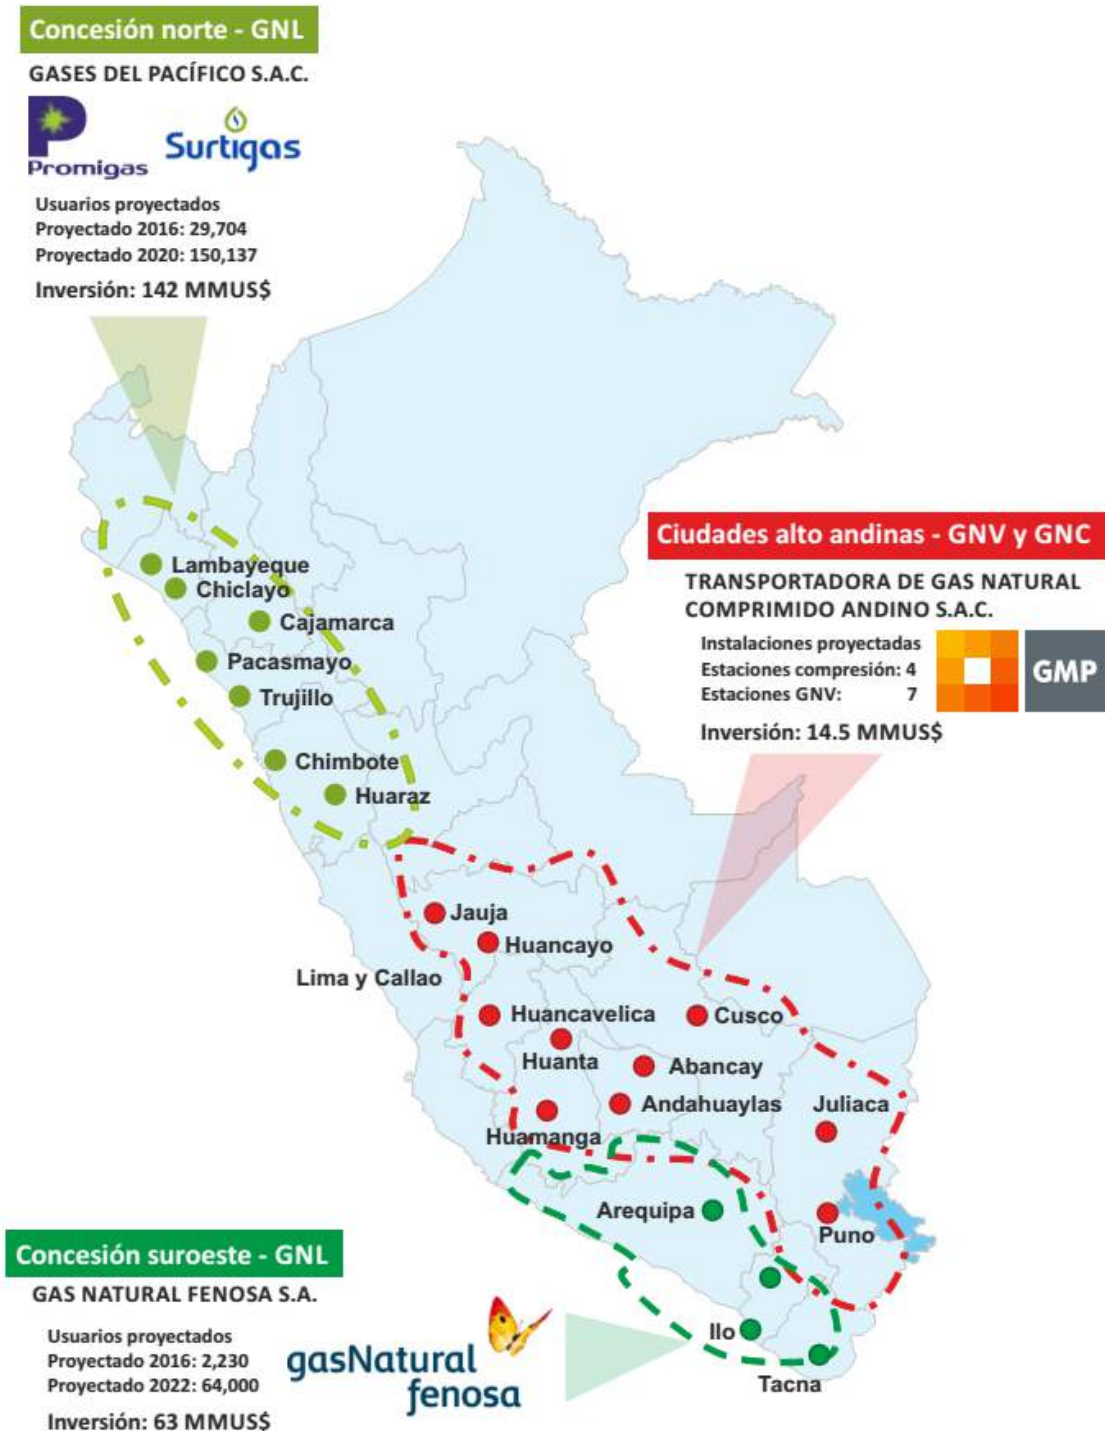 Concesión norte - GNL
GASES DEL PACÍFICO S.A.C.
Promigas
Surtigas
Usuarios proyectados
Proyectado 2016: 29,704
Proyectado 2020: 150,137
Inversión: 142 MMUS$
Lambayeque
Chiclayo
Cajamarca
Pacasmayo
Trujillo
Chimbote
Huaraz
Ciudades alto andinas - GNV y GNC
TRANSPORTADORA DE GAS NATURAL
COMPRIMIDO ANDINO S.A.C.
Instalaciones proyectadas
Estaciones compresión: 4
Estaciones GNV: 7
GMP
Inversión: 14.5 MMUS$
Jauja
Huancayo
Lima y Callao
Huancavelica
Cusco
Huanta
Abancay
Andahuaylas
Juliaca
Huamanga
Arequipa
Puno
Ilo
Tacna
Concesión suroeste - GNL
GAS NATURAL FENOSA S.A.
Usuarios proyectados
Proyectado 2016: 2,230
Proyectado 2022: 64,000
Inversión: 63 MMUS$
gasNatural
fenosa